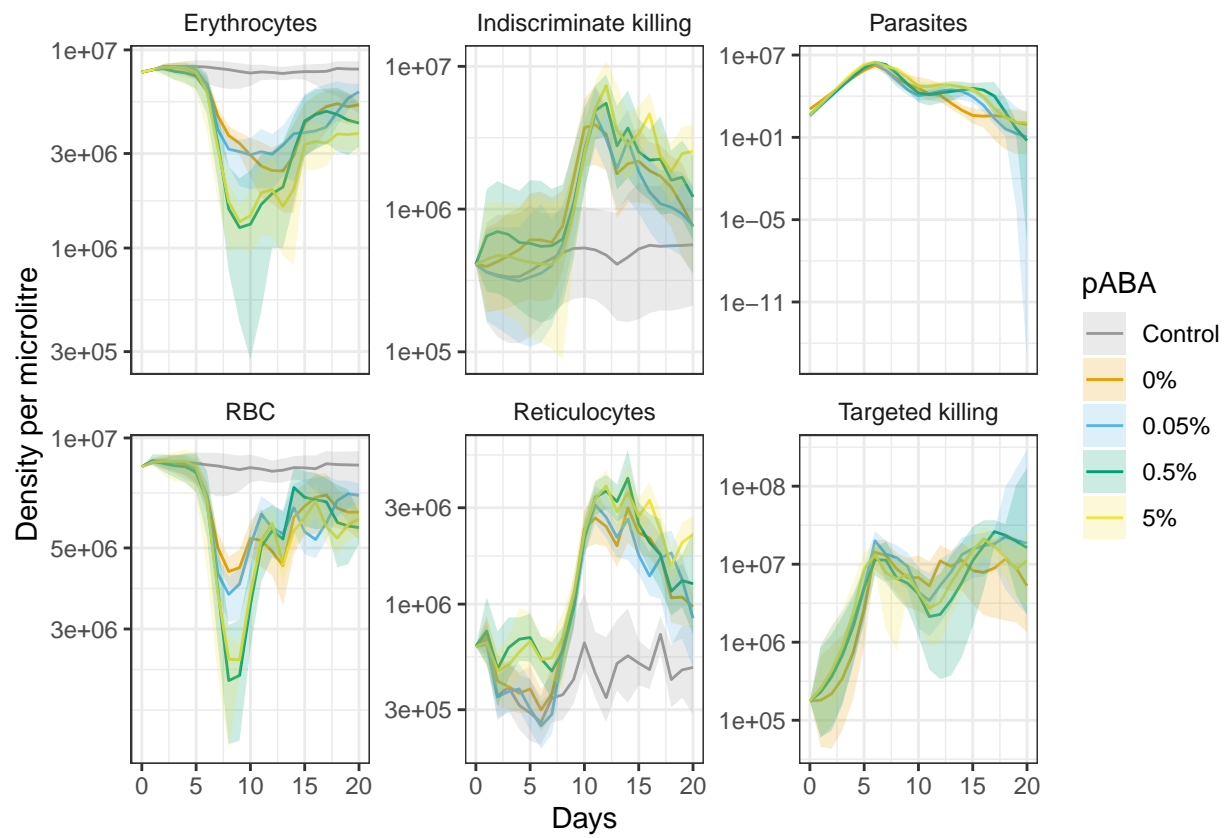 Erythrocytes Indiscriminate killing Parasites
1e+07
3e+06
1e+06
3e+05
1e+07
1e+06
1e+05
1e+07
1e+01
1e−05
1e−11
RBC Reticulocytes Targeted killing
1e+07
5e+06
3e+06
3e+06
1e+06
3e+05
1e+08
1e+07
1e+06
1e+05
0 5 10 15 20 0 5 10 15 20 0 5 10 15 20
Days
Density per microlitre
pABA
Control
0%
0.05%
0.5%
5%